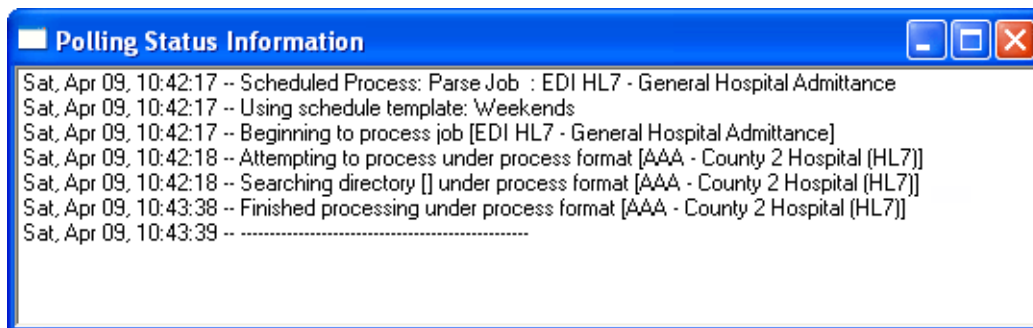 Polling Status Information
Sat, Apr 09, 10:42:17 -- Scheduled Process: Parse Job  : EDI HL7 - General Hospital Admittance
Sat, Apr 09, 10:42:17 -- Using schedule template: Weekends
Sat, Apr 09, 10:42:17 -- Beginning to process job [EDI HL7 - General Hospital Admittance]
Sat, Apr 09, 10:42:18 -- Attempting to process under process format [AAA - County 2 Hospital (HL7)]
Sat, Apr 09, 10:42:18 -- Searching directory [] under process format [AAA - County 2 Hospital (HL7)]
Sat, Apr 09, 10:43:38 -- Finished processing under process format [AAA - County 2 Hospital (HL7)]
Sat, Apr 09, 10:43:39 -- --------------------------------------------------